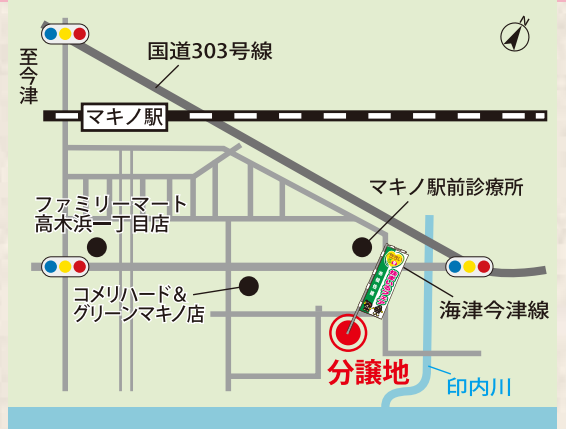 N
国道303号線
至今津
マキノ駅
マキノ駅前診療所
ファミリーマート
高木浜一丁目店
コメリハード&
グリーンマキノ店
海津今津線
分譲地
印内川